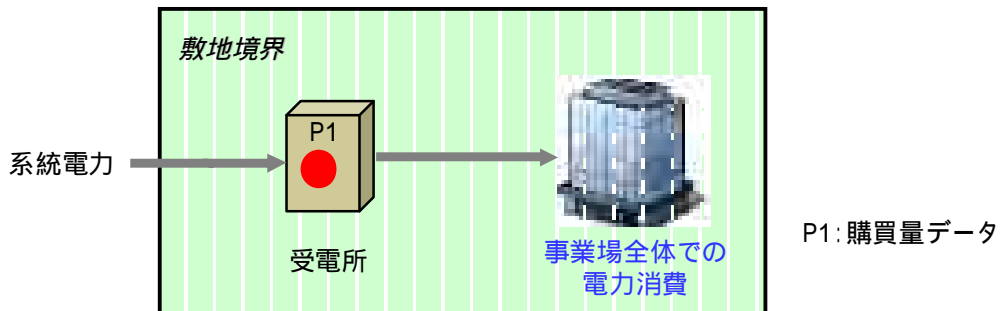 敷地境界
P1
系統電力
受電所
事業場全体での
電力消費
P1:購買量データ